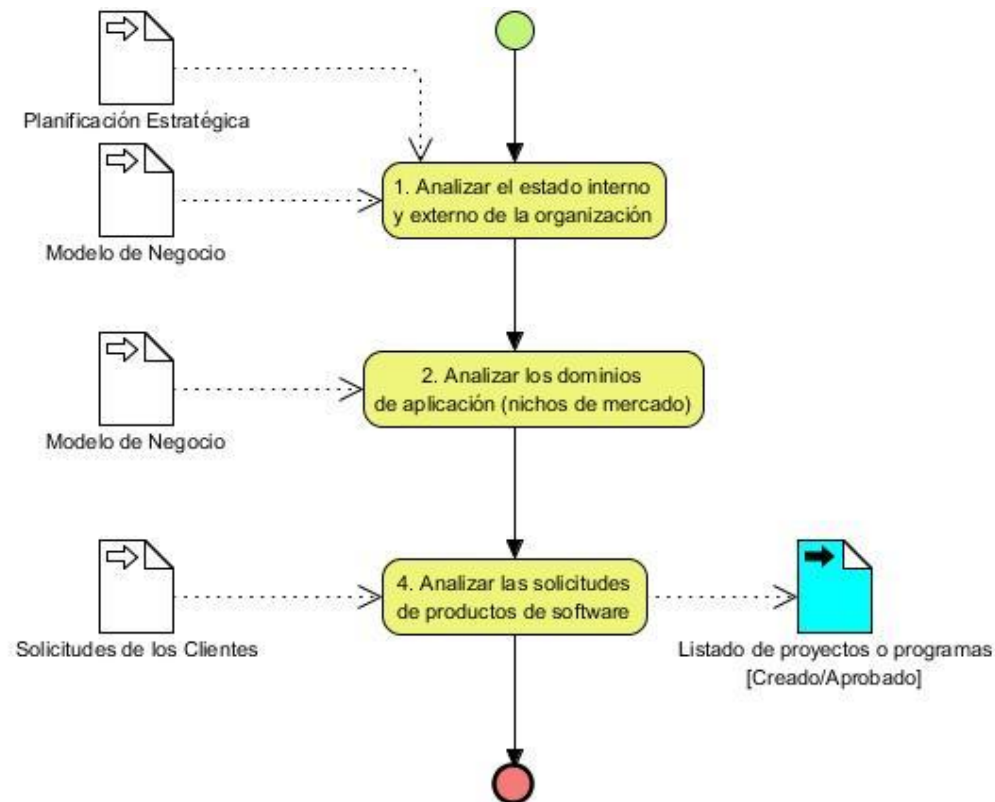 Planificación Estratégica
1. Analizar el estado interno
y externo de la organización
Modelo de Negocio
2. Analizar los dominios
de aplicación (nichos de mercado)
Modelo de Negocio
4. Analizar las solicitudes
de productos de software
Solicitudes de los Clientes
Listado de proyectos o programas
[Creado/Aprobado]